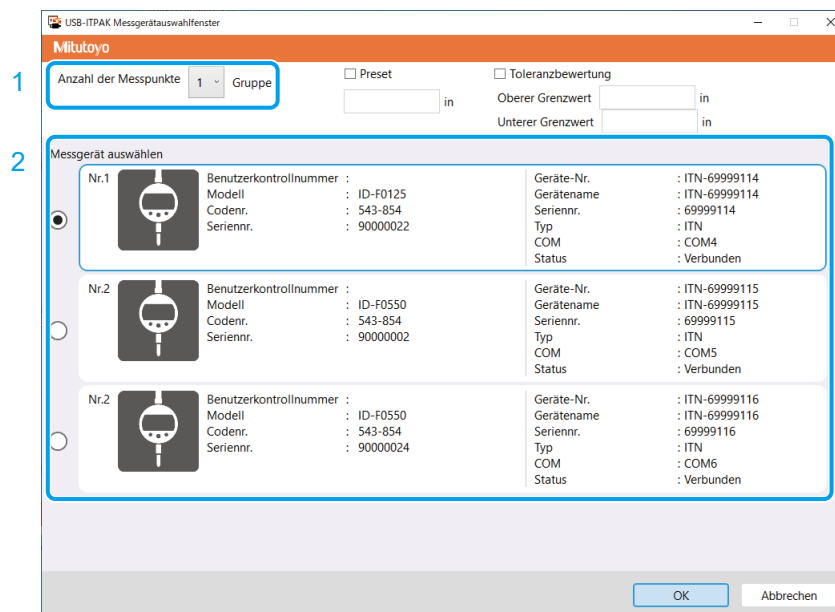 USB-ITPAK Messgerätauswahlfenster
Mitutoyo
1
Anzahl der Messpunkte 1 Gruppe
Preset
in
Toleranzbewertung
Oberer Grenzwert in
Unterer Grenzwert in
2
Messgerät auswählen
Nr.1
Benutzerkontrollnummer :
Modell : ID-F0125
Codenr. : 543-854
Seriennr. : 90000022
Geräte-Nr. : ITN-69999114
Gerätename : ITN-69999114
Seriennr. : 69999114
Typ : ITN
COM : COM4
Status : Verbunden
Nr.2
Benutzerkontrollnummer :
Modell : ID-F0550
Codenr. : 543-854
Seriennr. : 90000002
Geräte-Nr. : ITN-69999115
Gerätename : ITN-69999115
Seriennr. : 69999115
Typ : ITN
COM : COM5
Status : Verbunden
Nr.2
Benutzerkontrollnummer :
Modell : ID-F0550
Codenr. : 543-854
Seriennr. : 90000024
Geräte-Nr. : ITN-69999116
Gerätename : ITN-69999116
Seriennr. : 69999116
Typ : ITN
COM : COM6
Status : Verbunden
OK
Abbrechen